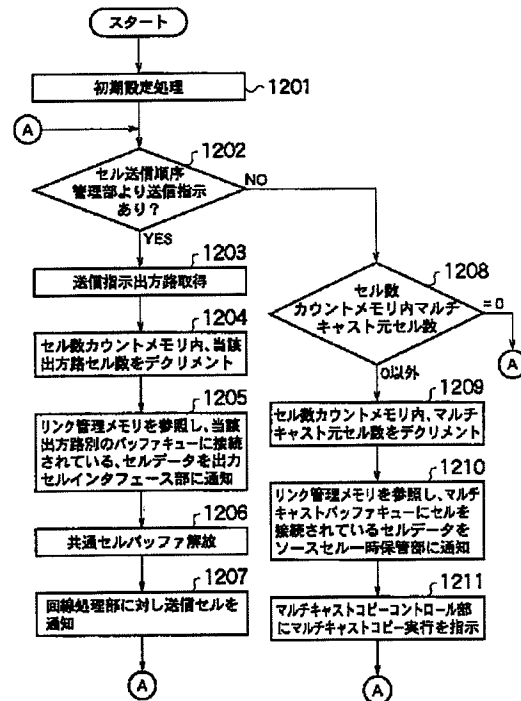 スタート
初期設定処理
1201
A
1202
セル送信順序
管理部より送信指示
あり？
NO
YES
1203
送信指示出方路取得
1204
セル数カウントメモリ内、当該
出方路セル数をデクリメント
1205
リンク管理メモリを参照し、当該
出方路別のバッファキューに接続
されている、セルデータを出力
セルインタフェース部に通知
1206
共通セルバッファ解放
1207
回線処理部に対し送信セルを
通知
A
1208
セル数
カウントメモリ内マルチ
キャスト元セル数
= 0
A
0以外
1209
セル数カウントメモリ内、マルチ
キャスト元セル数をデクリメント
1210
リンク管理メモリを参照し、マルチ
キャストバッファキューにセルを
接続されているセルデータを
ソースセル一時保管部に通知
1211
マルチキャストコピーコントロール部
にマルチキャストコピー実行を指示
A